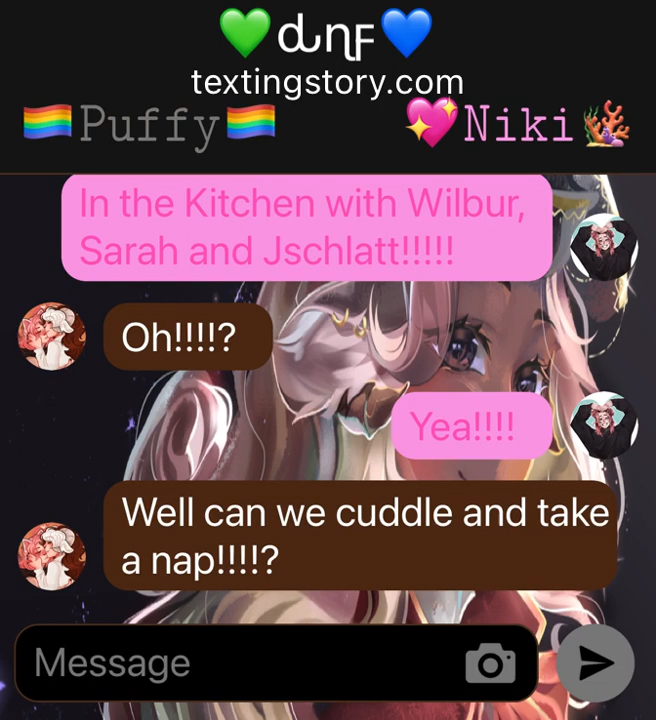 💚ԃɳϝ💙
textingstory.com
🏳️‍🌈Puffy🏳️‍🌈 💖Niki🪸
In the Kitchen with Wilbur,
Sarah and Jschlatt!!!!!
Oh!!!!?
Yea!!!!
Well can we cuddle and take
a nap!!!!?
Message